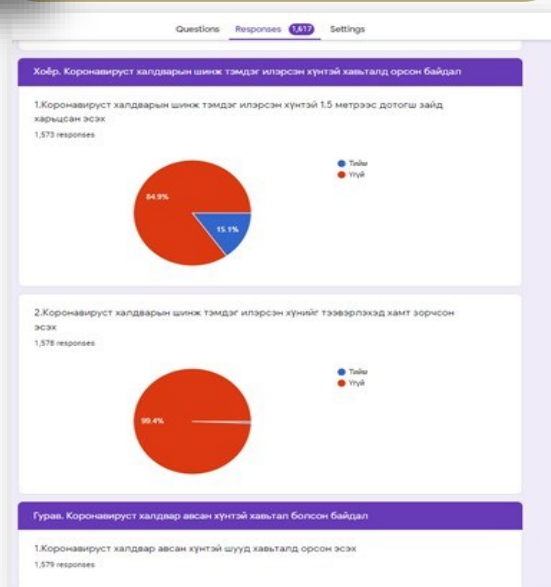 Questions Responses 1,617 Settings
Хоёр. Коронавируст халдварын шинж тэмдэг илэрсэн хүнтэй хавьталд орсон байдал
1.Коронавируст халдварын шинж тэмдэг илэрсэн хүнтэй 1.5 метрээс дотогш зайд
харьцсан эсэх
1,573 responses
Тийм
Үгүй
84.9%
15.1%
2.Коронавируст халдварын шинж тэмдэг илэрсэн хүнийг тээвэрлэхэд хамт зорчсон
эсэх
1,578 responses
Тийм
Үгүй
99.4%
Гурав. Коронавируст халдвар авсан хүнтэй хавьтал болсон байдал
1.Коронавируст халдвар авсан хүнтэй шууд хавьталд орсон эсэх
1,579 responses